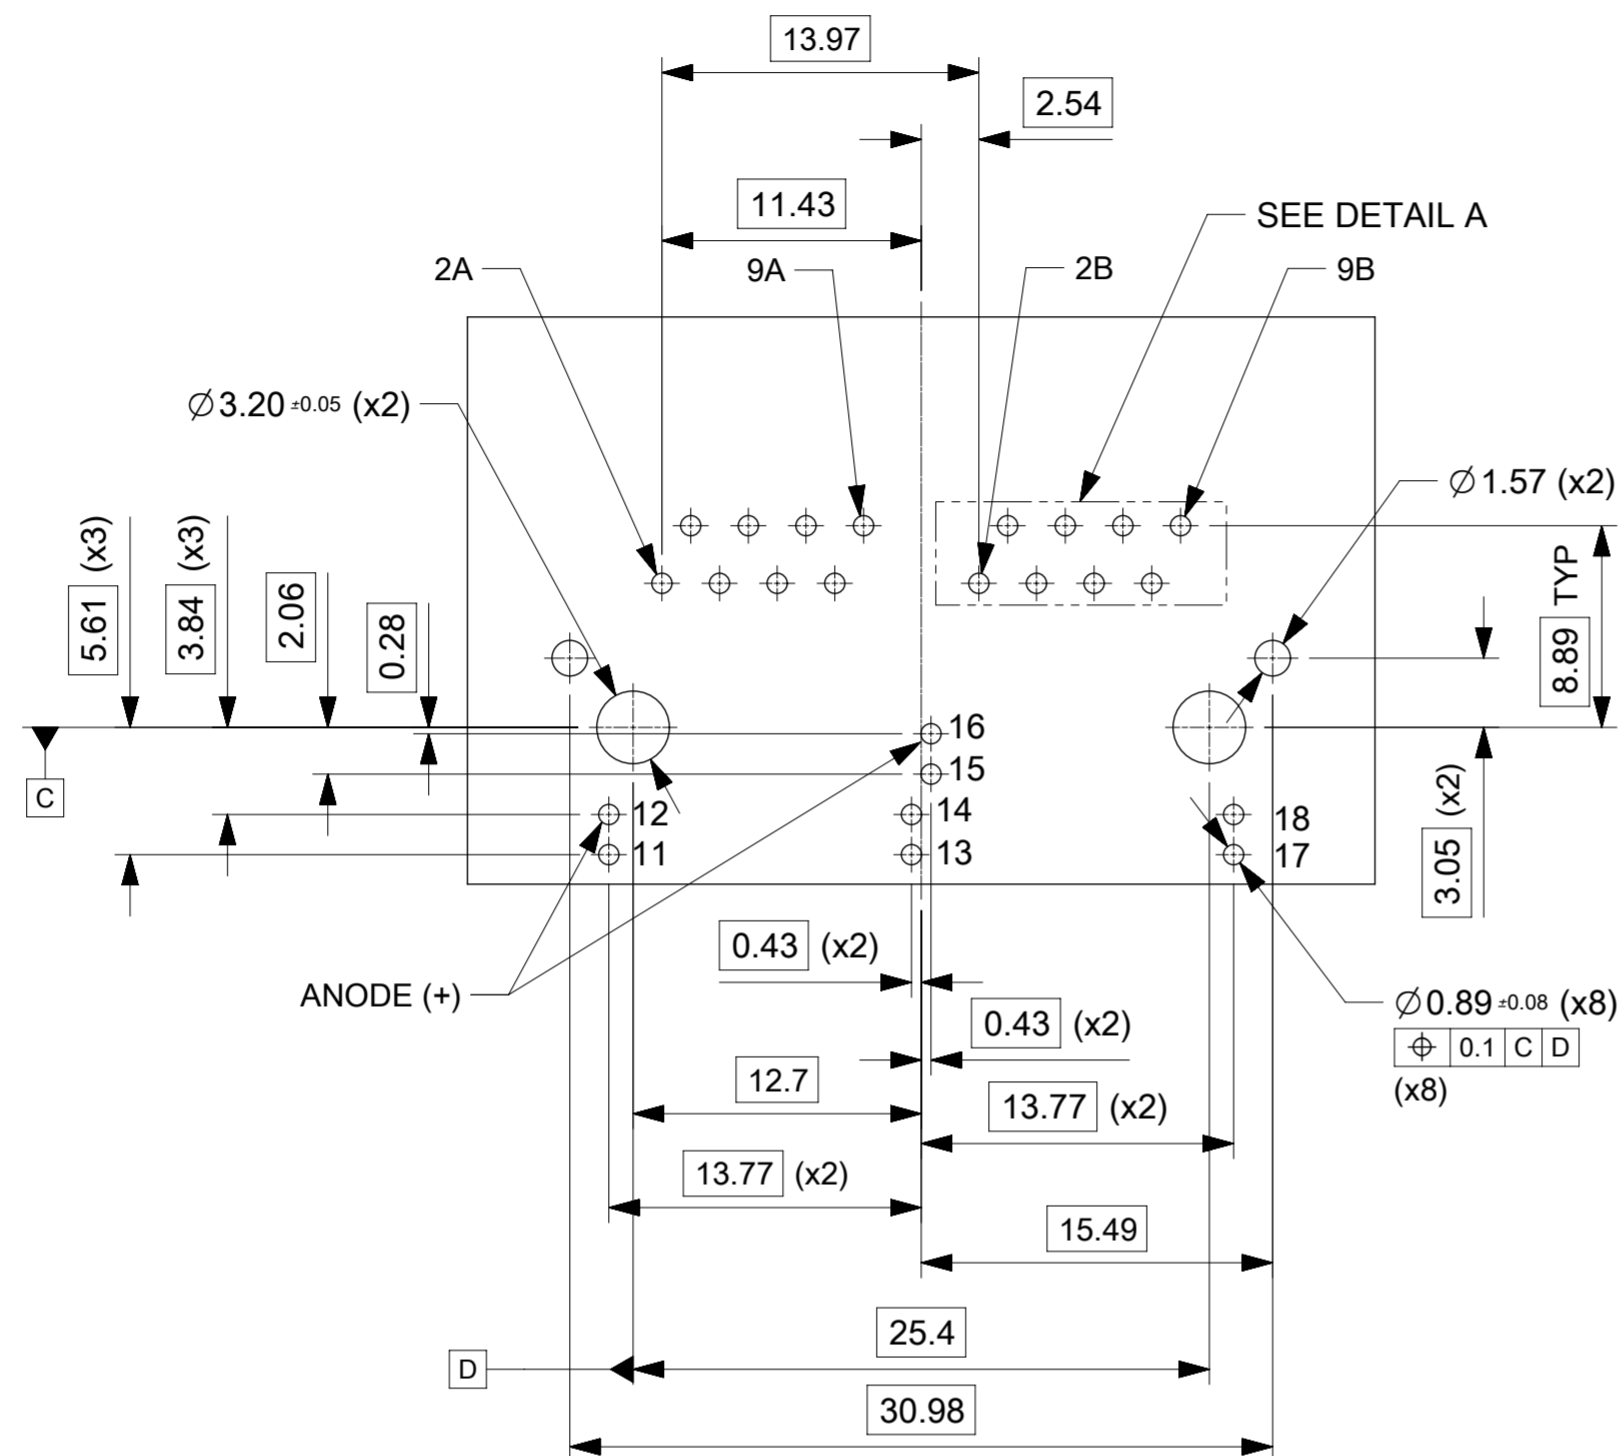 13.97
2.54
11.43
SEE DETAIL A
2A
9A
2B
9B
Ø3.20 ±0.05 (x2)
Ø1.57 (x2)
5.61 (x3)
3.84 (x3)
2.06
0.28
8.89 TYP
16
15
C
12
14
18
11
13
17
3.05 (x2)
0.43 (x2)
ANODE (+)
Ø0.89 ±0.08 (x8)
0.43 (x2)
⌖ 0.1 C D
(x8)
12.7
13.77 (x2)
13.77 (x2)
15.49
25.4
D
30.98